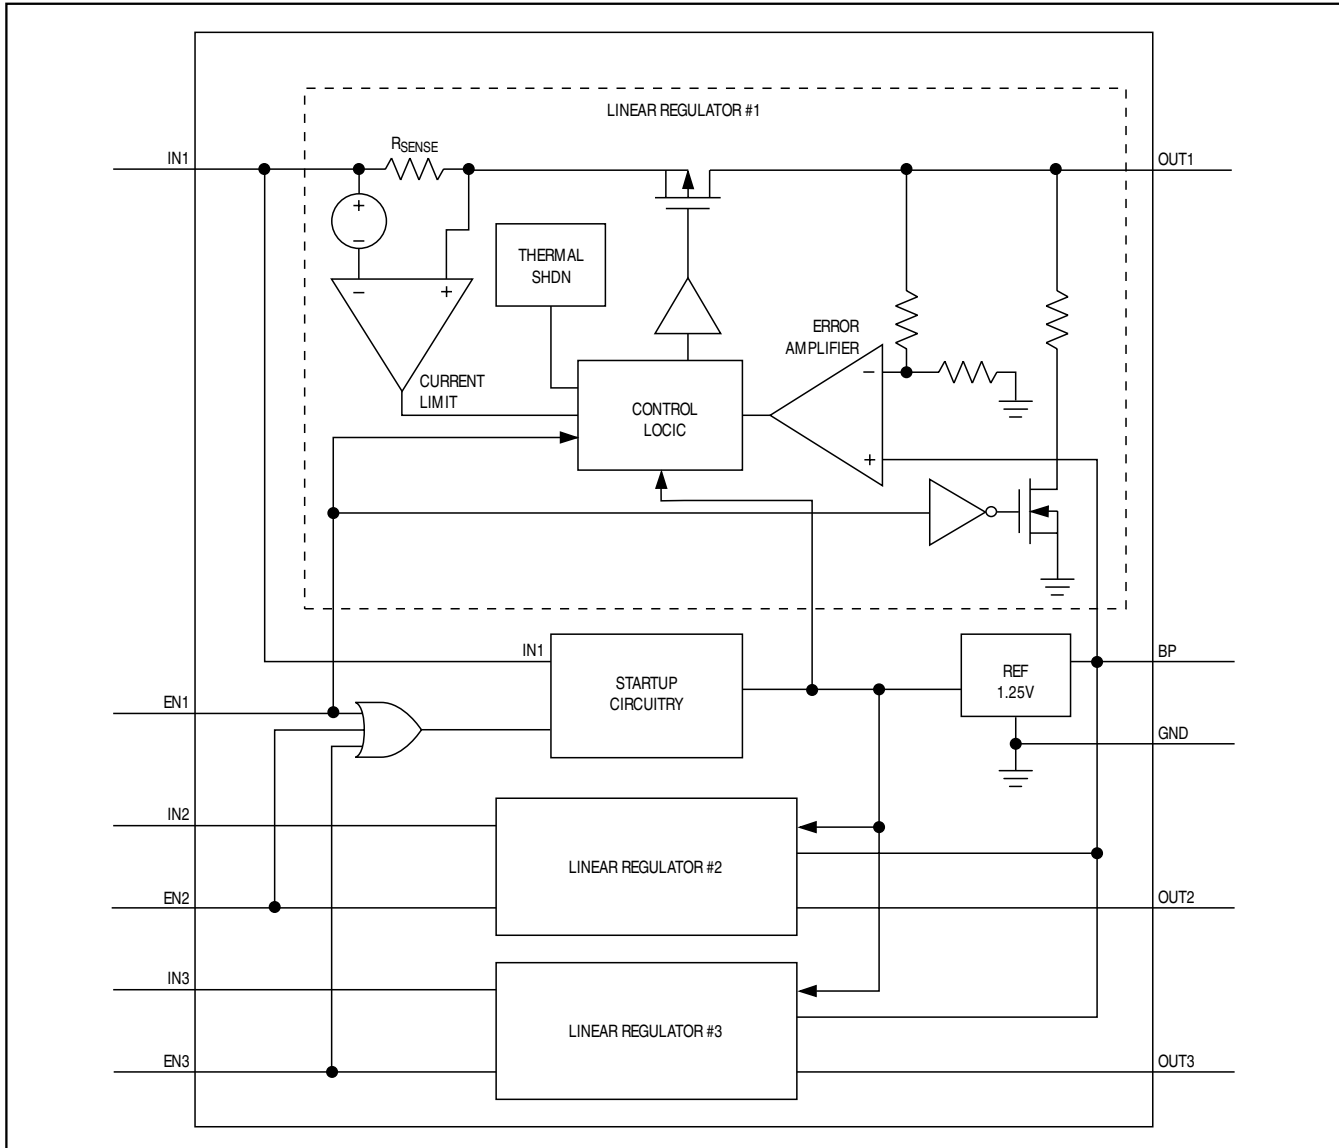 LINEAR REGULATOR #1
IN1
RSENSE
OUT1
+
−
THERMAL
SHDN
−
+
ERROR
AMPLIFIER
−
CURRENT
LIMIT
CONTROL
LOCIC
+
IN1
STARTUP
CIRCUITRY
REF
1.25V
BP
EN1
GND
IN2
LINEAR REGULATOR #2
EN2
OUT2
IN3
LINEAR REGULATOR #3
EN3
OUT3